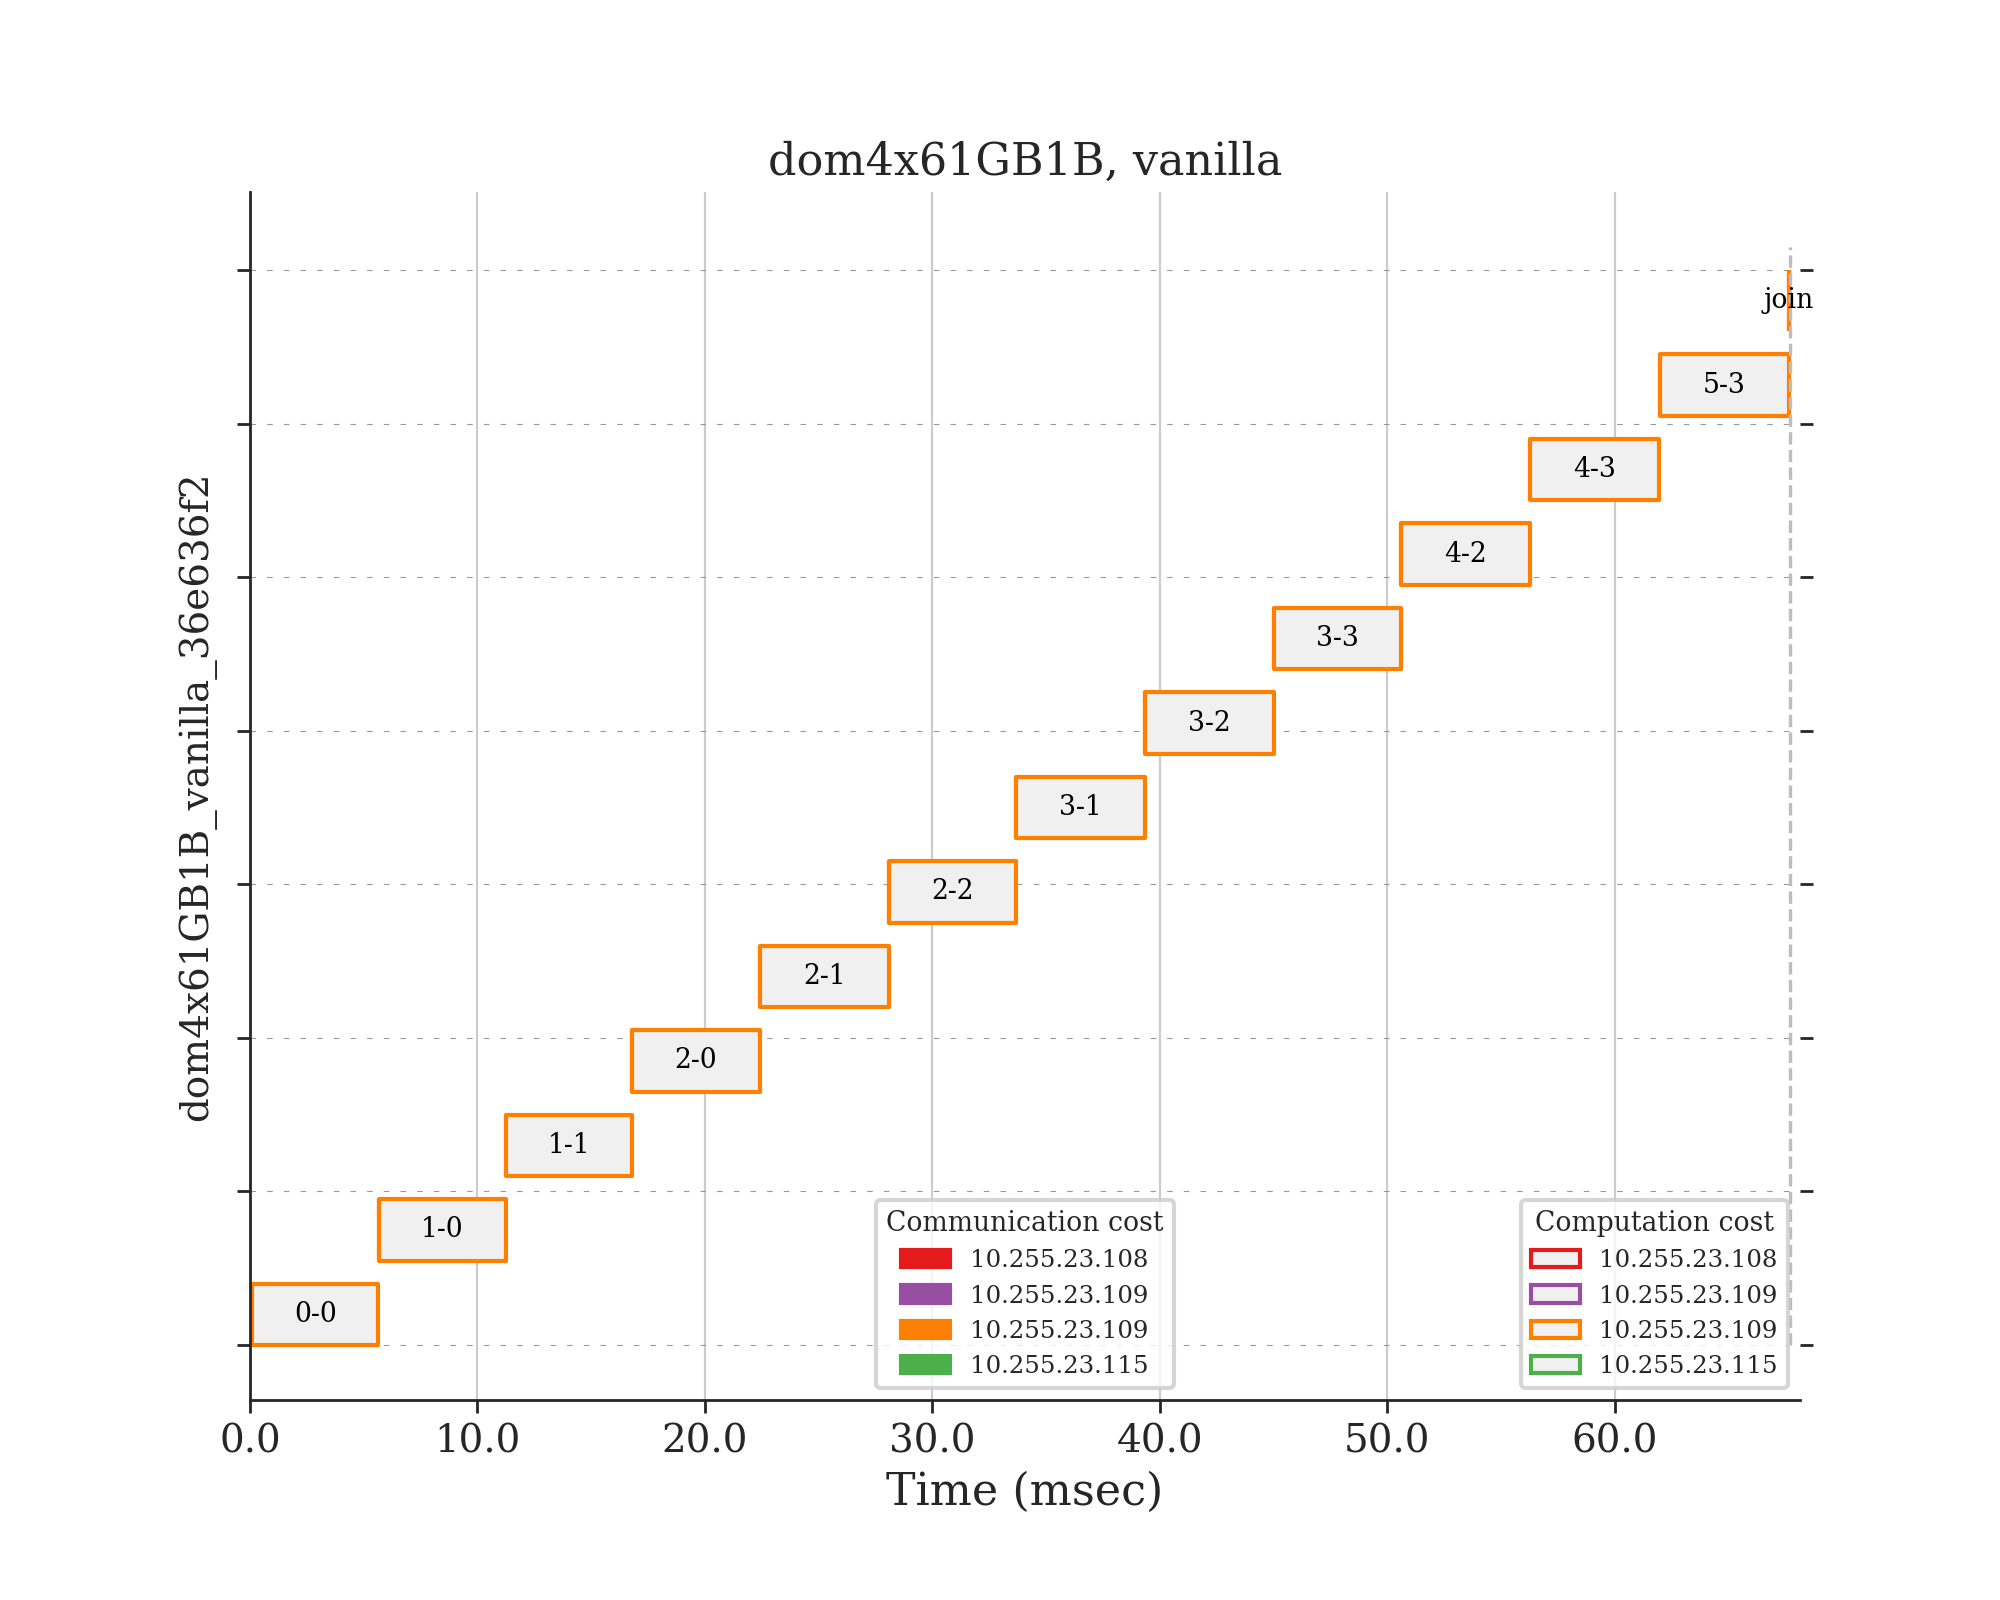 dom4x61GB1B, vanilla
dom4x61GB1B_vanilla_36e636f2
join
5-3
4-3
4-2
3-3
3-2
3-1
2-2
2-1
2-0
1-1
1-0
0-0
Communication cost
10.255.23.108
10.255.23.109
10.255.23.109
10.255.23.115
Computation cost
10.255.23.108
10.255.23.109
10.255.23.109
10.255.23.115
0.0 10.0 20.0 30.0 40.0 50.0 60.0
Time (msec)